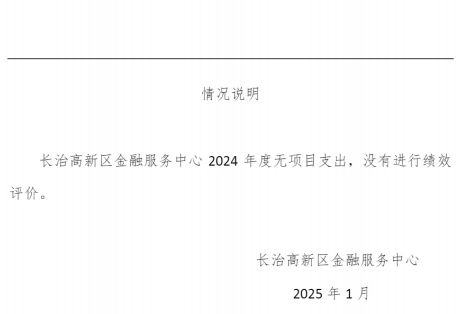 情况说明
长治高新区金融服务中心 2024 年度无项目支出，没有进行绩效
评价。
长治高新区金融服务中心
2025 年 1 月